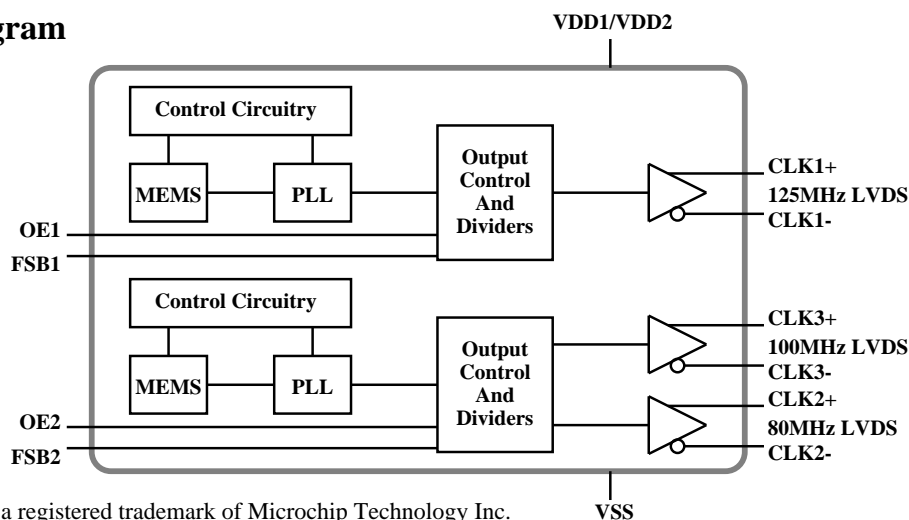 gram
VDD1/VDD2
Control Circuitry
MEMS
PLL
Output
Control
And
Dividers
CLK1+
125MHz LVDS
CLK1-
OE1
FSB1
Control Circuitry
MEMS
PLL
Output
Control
And
Dividers
CLK3+
100MHz LVDS
CLK3-
CLK2+
80MHz LVDS
CLK2-
OE2
FSB2
VSS
a registered trademark of Microchip Technology Inc.